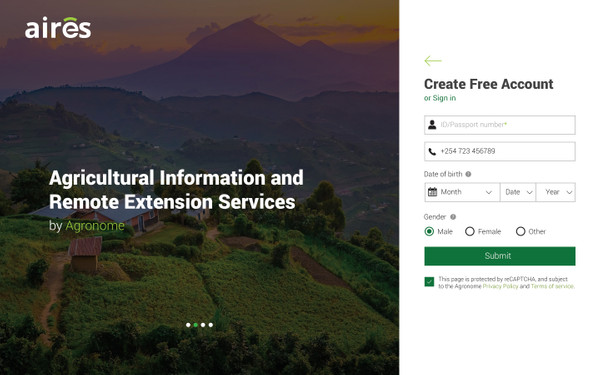 aires
Agricultural Information and
Remote Extension Services
by Agronome
Create Free Account
or Sign in
ID/Passport number*
+254 723 456789
Date of birth ?
Month
Date
Year
Gender ?
Male
Female
Other
Submit
This page is protected by reCAPTCHA, and subject
to the Agronome Privacy Policy and Terms of service.